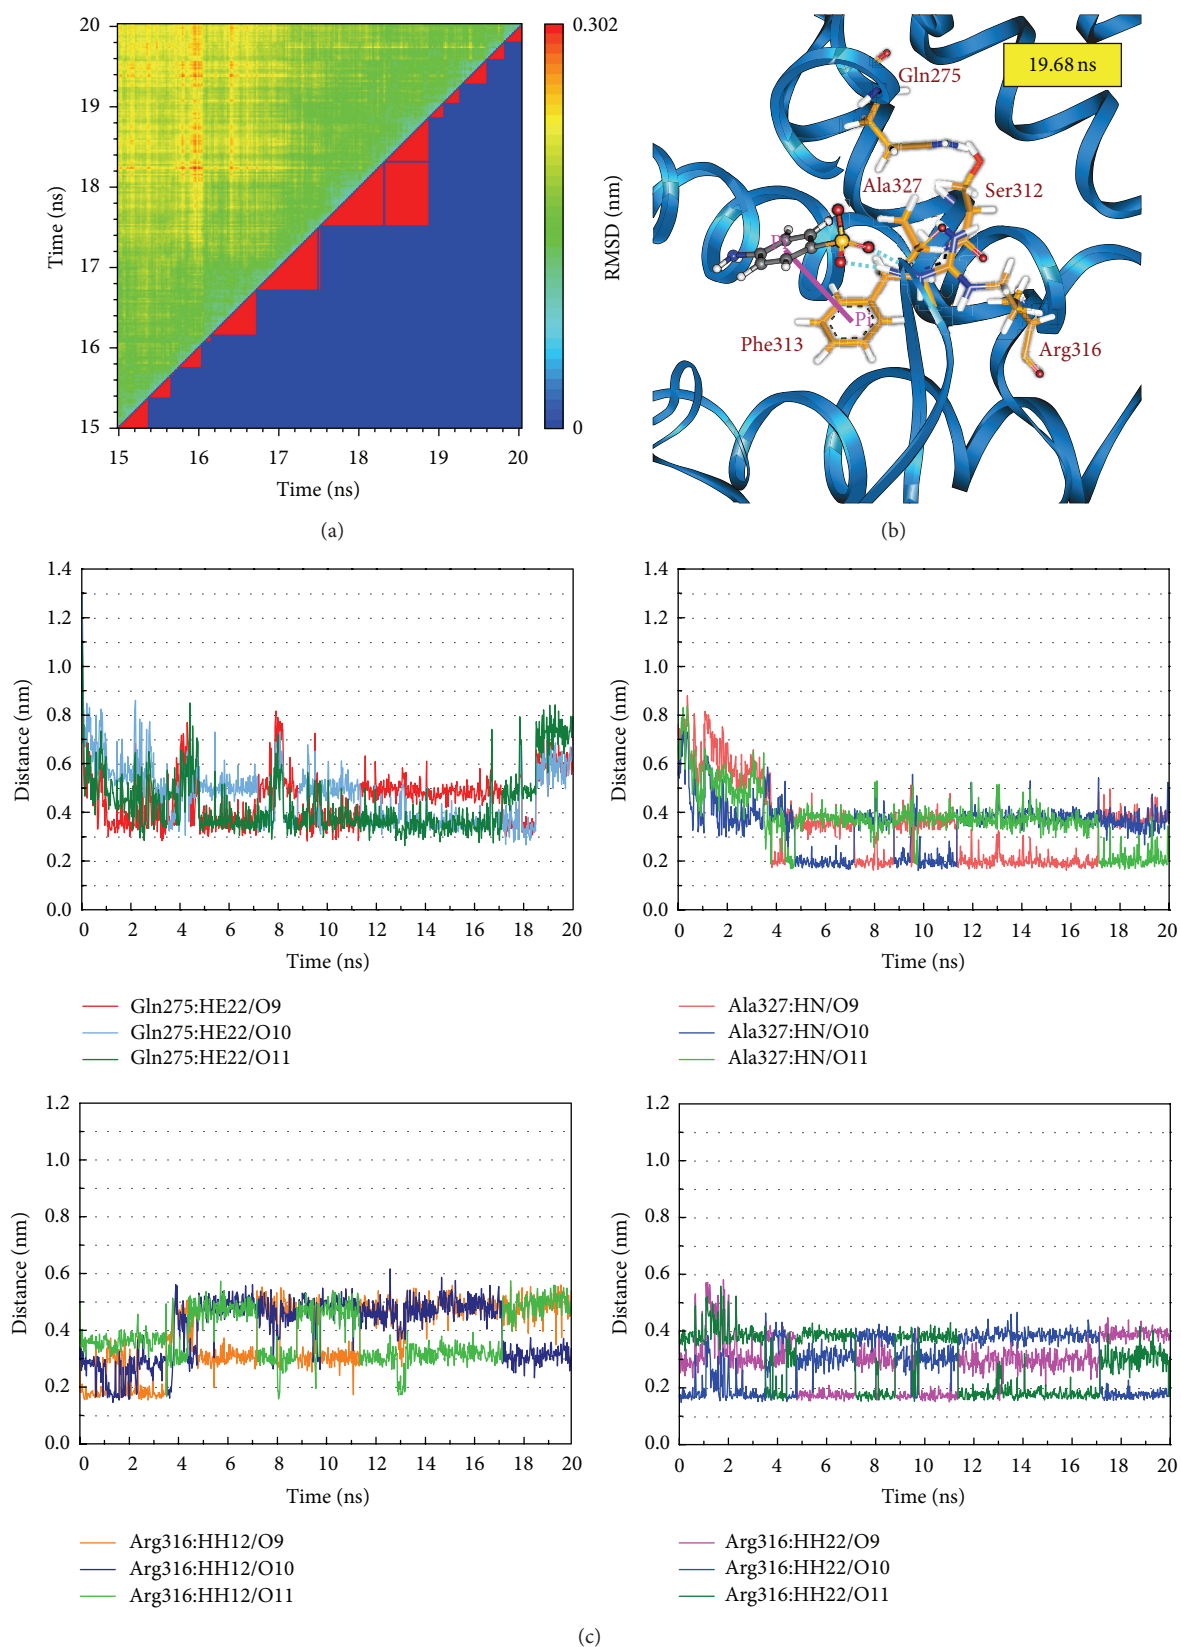 20
19
18
17
16
15
Time (ns)
15 16 17 18 19 20
Time (ns)
0.302
0
RMSD (nm)
(a)
19.68 ns
Gln275
Ala327
Ser312
Pi
Phe313
Arg316
(b)
1.4
1.2
1.0
0.8
0.6
0.4
0.2
0.0
Distance (nm)
0 2 4 6 8 10 12 14 16 18 20
Time (ns)
Gln275:HE22/O9
Gln275:HE22/O10
Gln275:HE22/O11
1.4
1.2
1.0
0.8
0.6
0.4
0.2
0.0
Distance (nm)
0 2 4 6 8 10 12 14 16 18 20
Time (ns)
Ala327:HN/O9
Ala327:HN/O10
Ala327:HN/O11
1.2
1.0
0.8
0.6
0.4
0.2
0.0
Distance (nm)
0 2 4 6 8 10 12 14 16 18 20
Time (ns)
Arg316:HH12/O9
Arg316:HH12/O10
Arg316:HH12/O11
1.2
1.0
0.8
0.6
0.4
0.2
0.0
Distance (nm)
0 2 4 6 8 10 12 14 16 18 20
Time (ns)
Arg316:HH22/O9
Arg316:HH22/O10
Arg316:HH22/O11
(c)